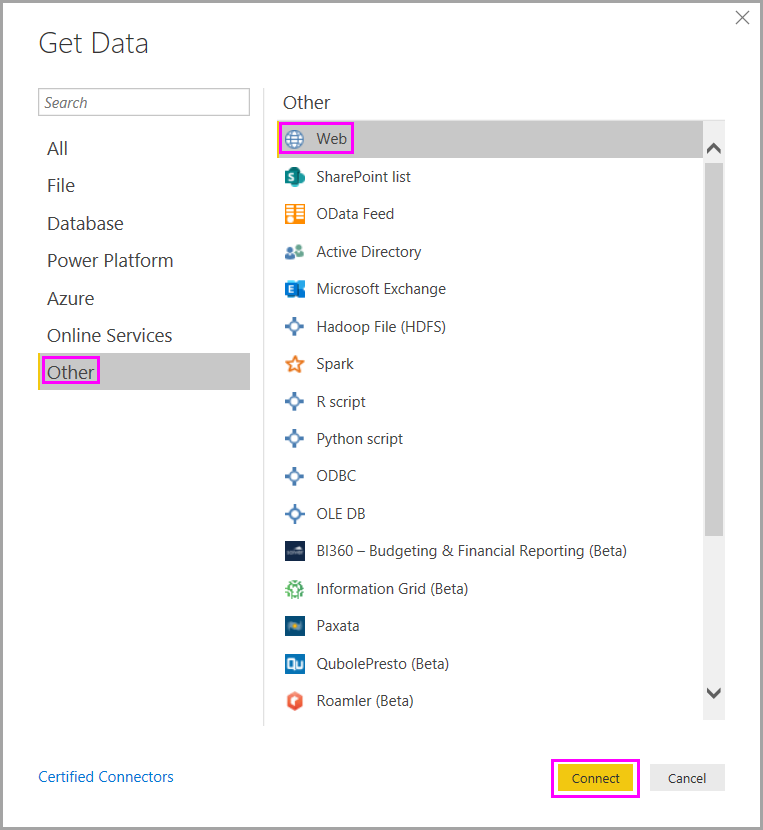 Get Data
Search
All
File
Database
Power Platform
Azure
Online Services
Other
Other
Web
SharePoint list
OData Feed
Active Directory
Microsoft Exchange
Hadoop File (HDFS)
Spark
R script
Python script
ODBC
OLE DB
BI360 – Budgeting & Financial Reporting (Beta)
Information Grid (Beta)
Paxata
QubolePresto (Beta)
Roamler (Beta)
Certified Connectors
Connect
Cancel